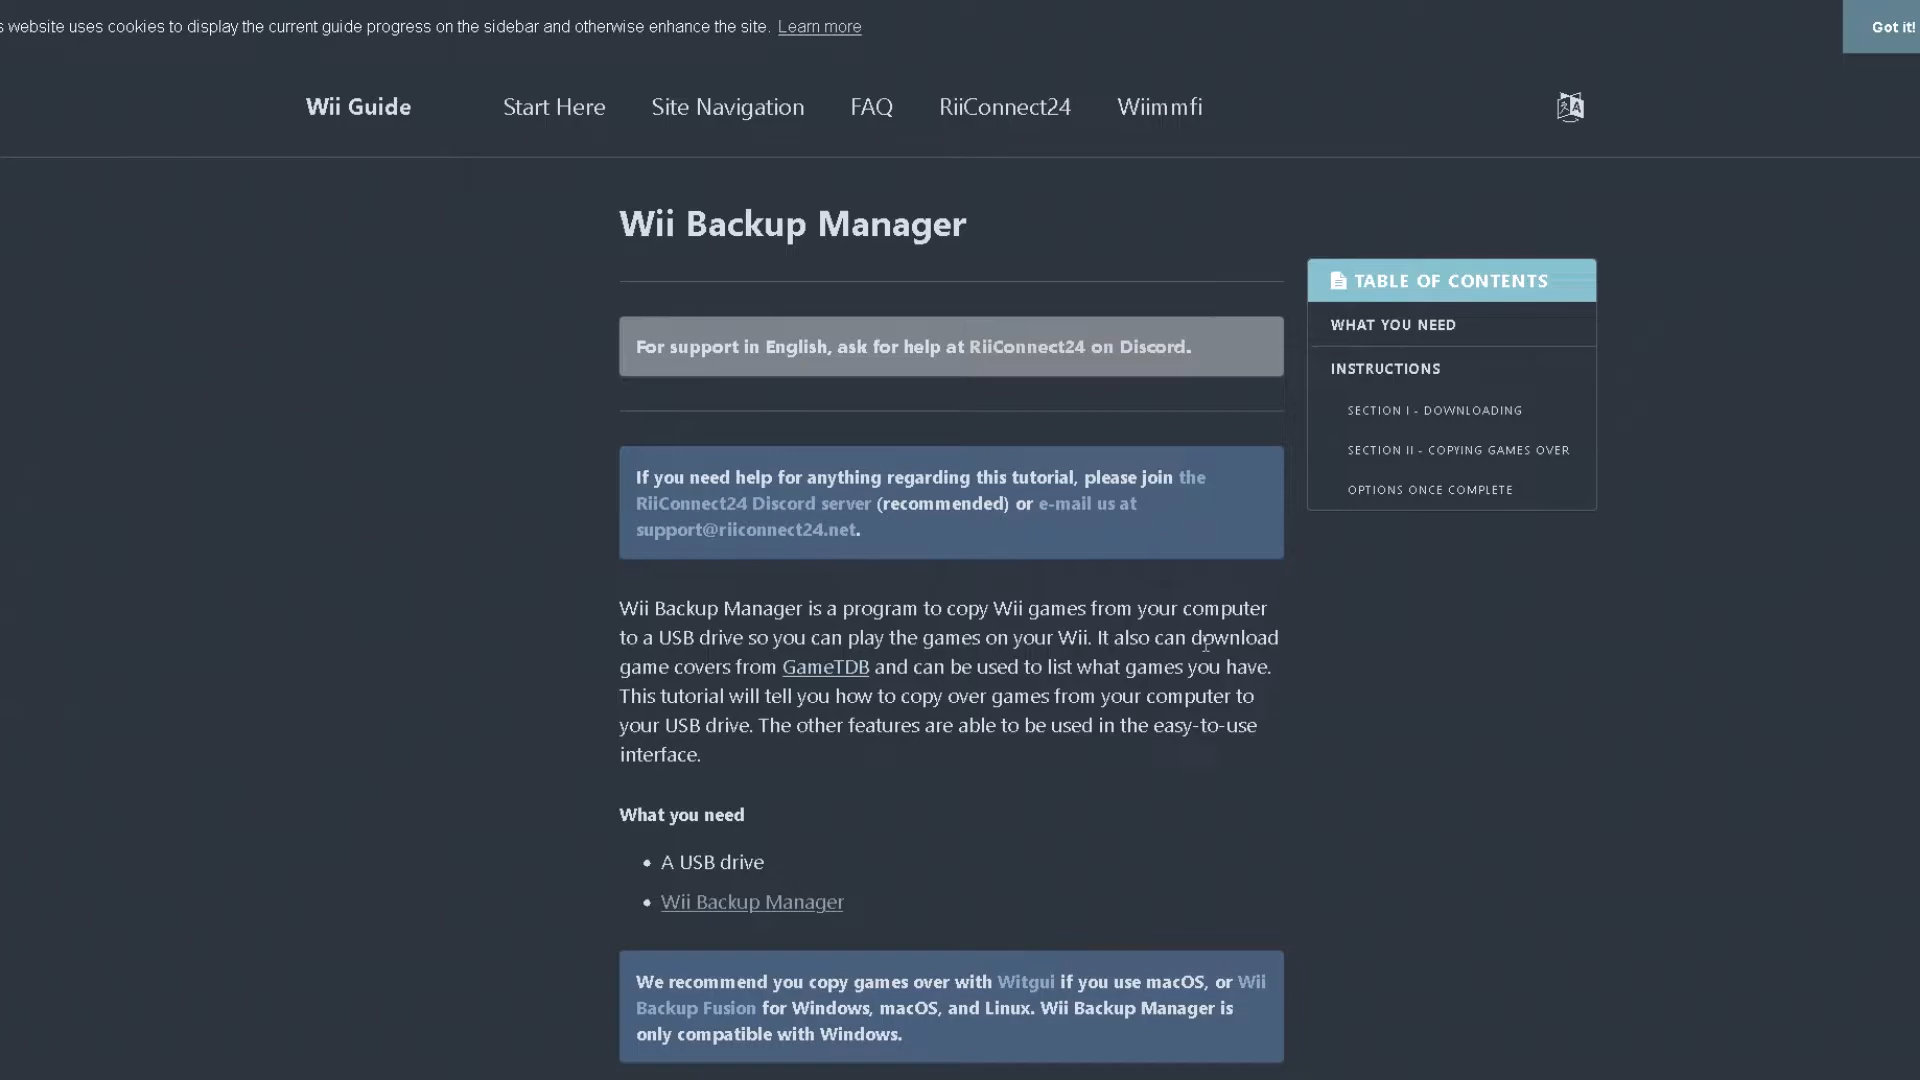 s website uses cookies to display the current guide progress on the sidebar and otherwise enhance the site. Learn more
Got it!
Wii Guide
Start Here
Site Navigation
FAQ
RiiConnect24
Wiimmfi
Wii Backup Manager
For support in English, ask for help at RiiConnect24 on Discord.
If you need help for anything regarding this tutorial, please join the
RiiConnect24 Discord server (recommended) or e-mail us at
support@riiconnect24.net.
Wii Backup Manager is a program to copy Wii games from your computer
to a USB drive so you can play the games on your Wii. It also can download
game covers from GameTDB and can be used to list what games you have.
This tutorial will tell you how to copy over games from your computer to
your USB drive. The other features are able to be used in the easy-to-use
interface.
What you need
• A USB drive
• Wii Backup Manager
We recommend you copy games over with Witgui if you use macOS, or Wii
Backup Fusion for Windows, macOS, and Linux. Wii Backup Manager is
only compatible with Windows.
TABLE OF CONTENTS
WHAT YOU NEED
INSTRUCTIONS
SECTION I - DOWNLOADING
SECTION II - COPYING GAMES OVER
OPTIONS ONCE COMPLETE